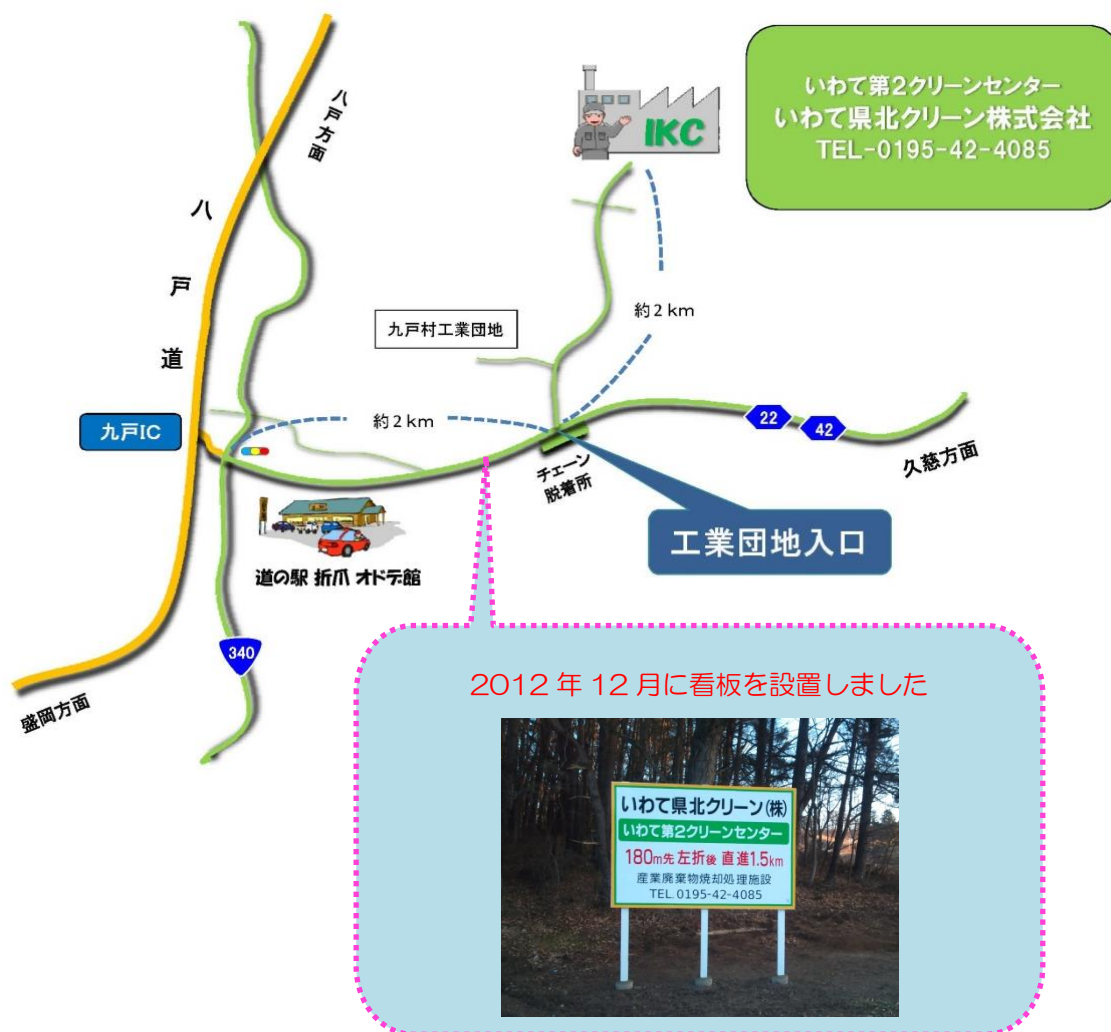 八戸方面
いわて第2クリーンセンター
いわて県北クリーン株式会社
TEL-0195-42-4085
IKC
八戸道
約2km
九戸村工業団地
九戸IC
約2km
22
42
久慈方面
チェーン
脱着所
工業団地入口
道の駅 折爪 オドデ館
340
盛岡方面
2012年12月に看板を設置しました
いわて県北クリーン(株)
いわて第2クリーンセンター
180m先 左折後 直進1.5km
産業廃棄物焼却処理施設
TEL.0195-42-4085